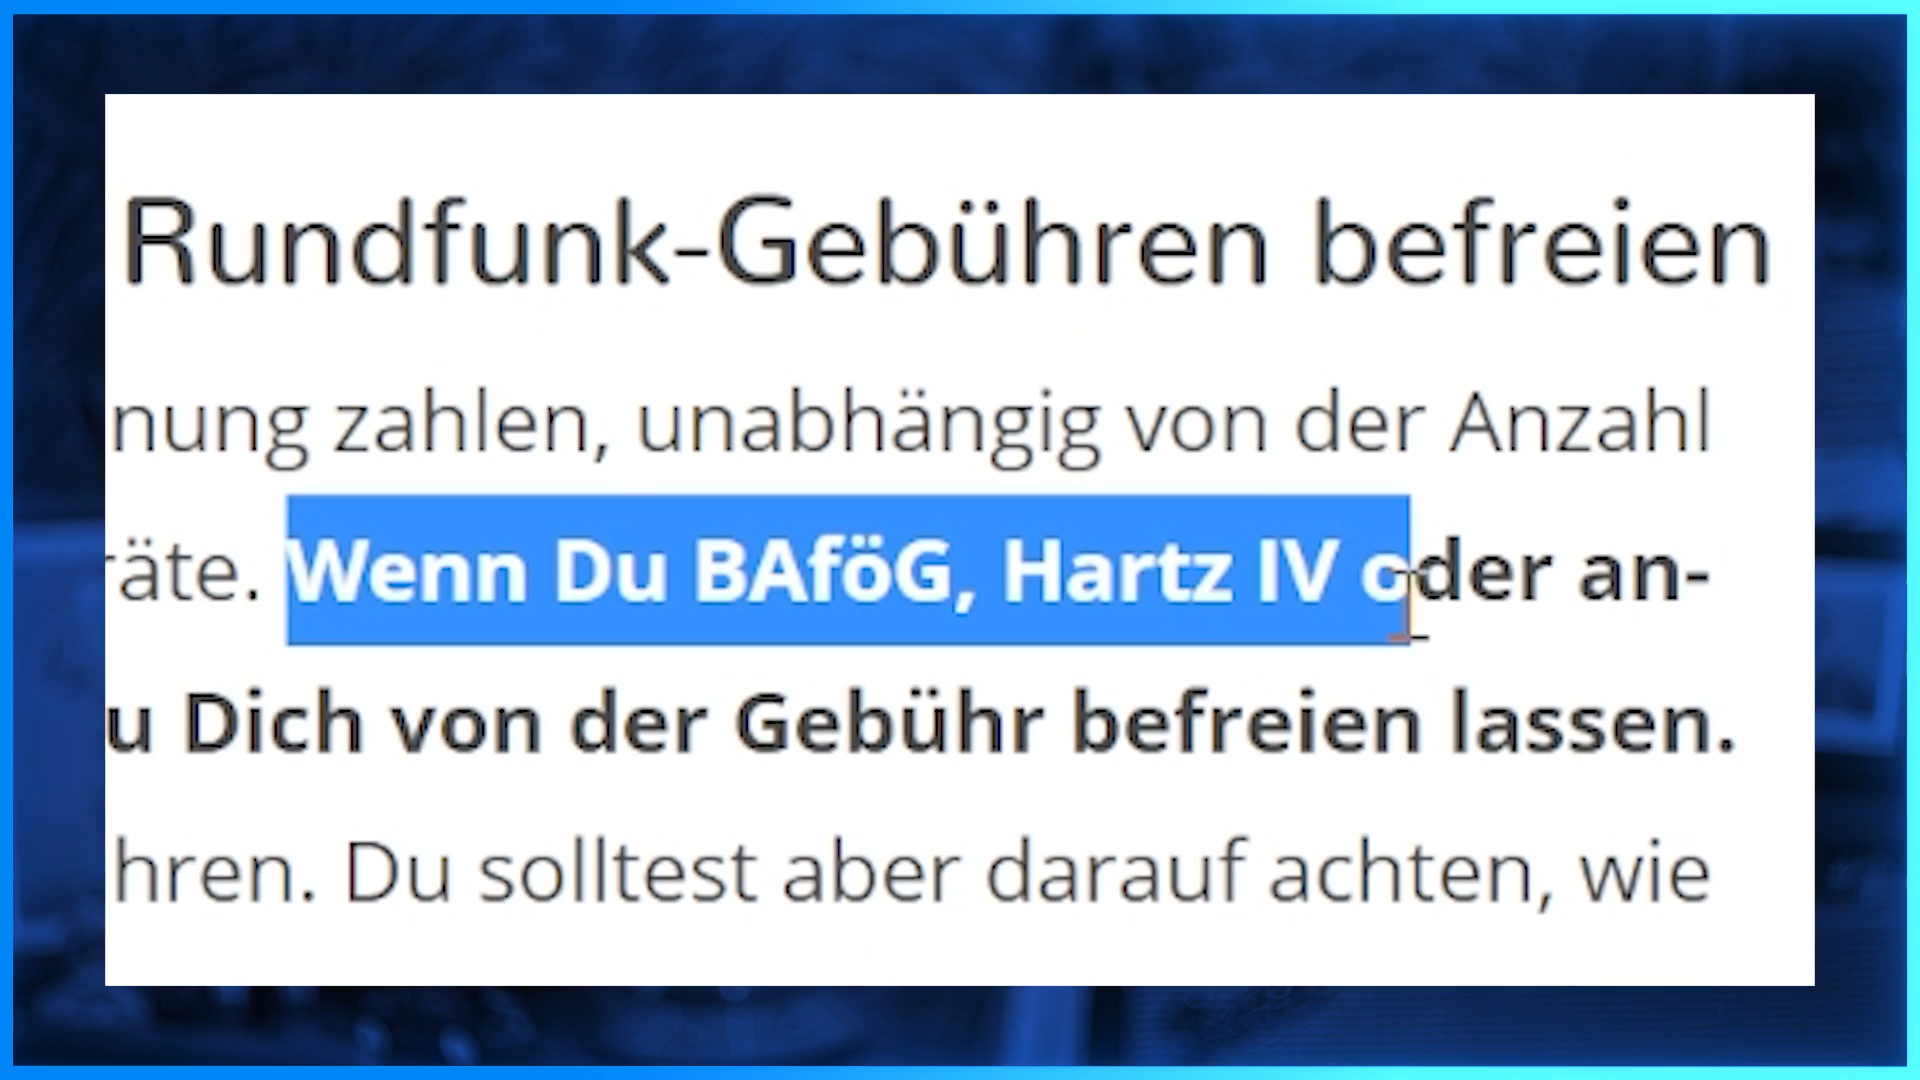 Rundfunk-Gebühren befreien
nung zahlen, unabhängig von der Anzahl
räte. Wenn Du BAföG, Hartz IV oder an-
u Dich von der Gebühr befreien lassen.
hren. Du solltest aber darauf achten, wie